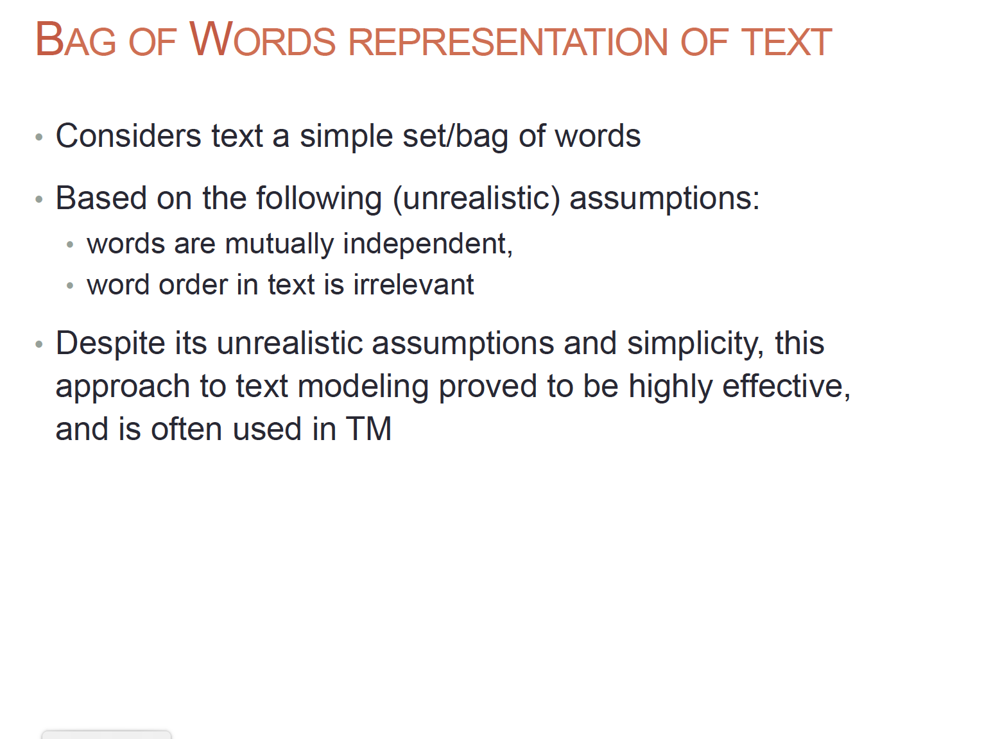 Bag of Words representation of text
• Considers text a simple set/bag of words
• Based on the following (unrealistic) assumptions:
• words are mutually independent,
• word order in text is irrelevant
• Despite its unrealistic assumptions and simplicity, this
approach to text modeling proved to be highly effective,
and is often used in TM